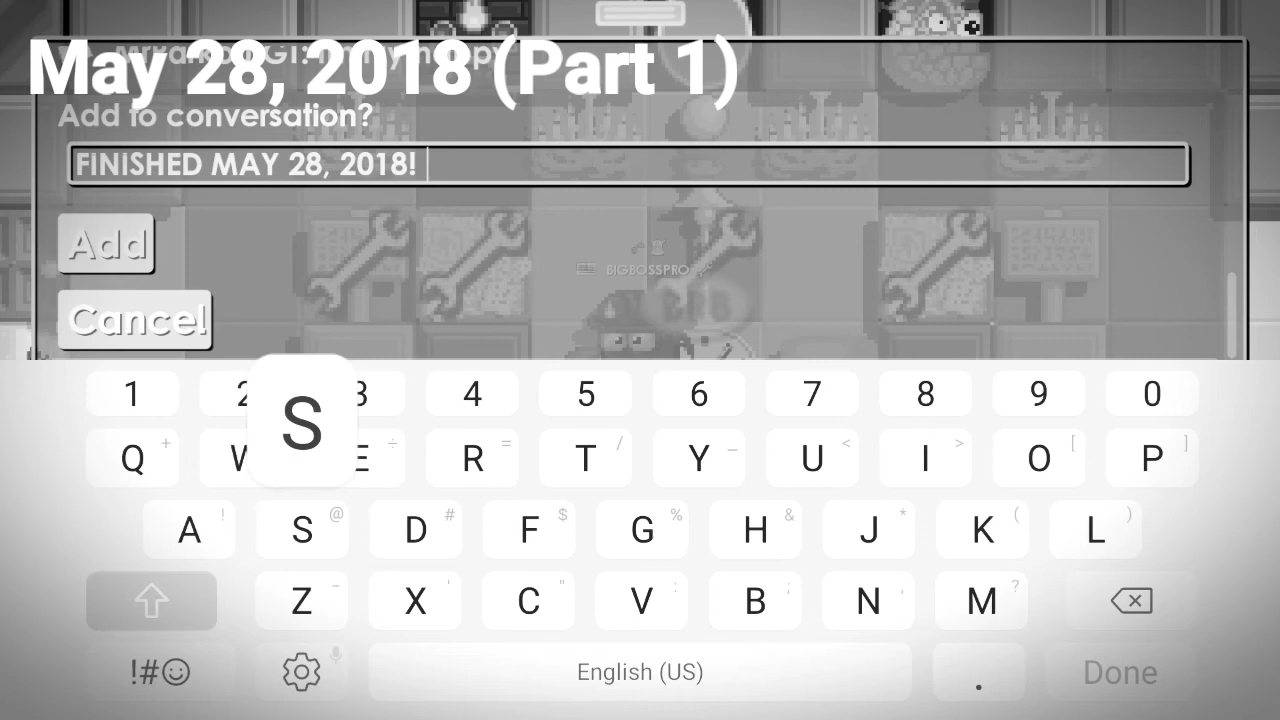 May 28, 2018 (Part 1)
Add to conversation?
FINISHED MAY 28, 2018!
Add
BIGBOSSPRO
Cancel
S
1 2 3 4 5 6 7 8 9 0
Q + W E ÷ R = T / Y _ U < I > O [ P ]
A ! S @ D # F $ G % H & J * K ( L )
Z - X ' C " V : B ; N , M ?
!#☺ English (US) . Done